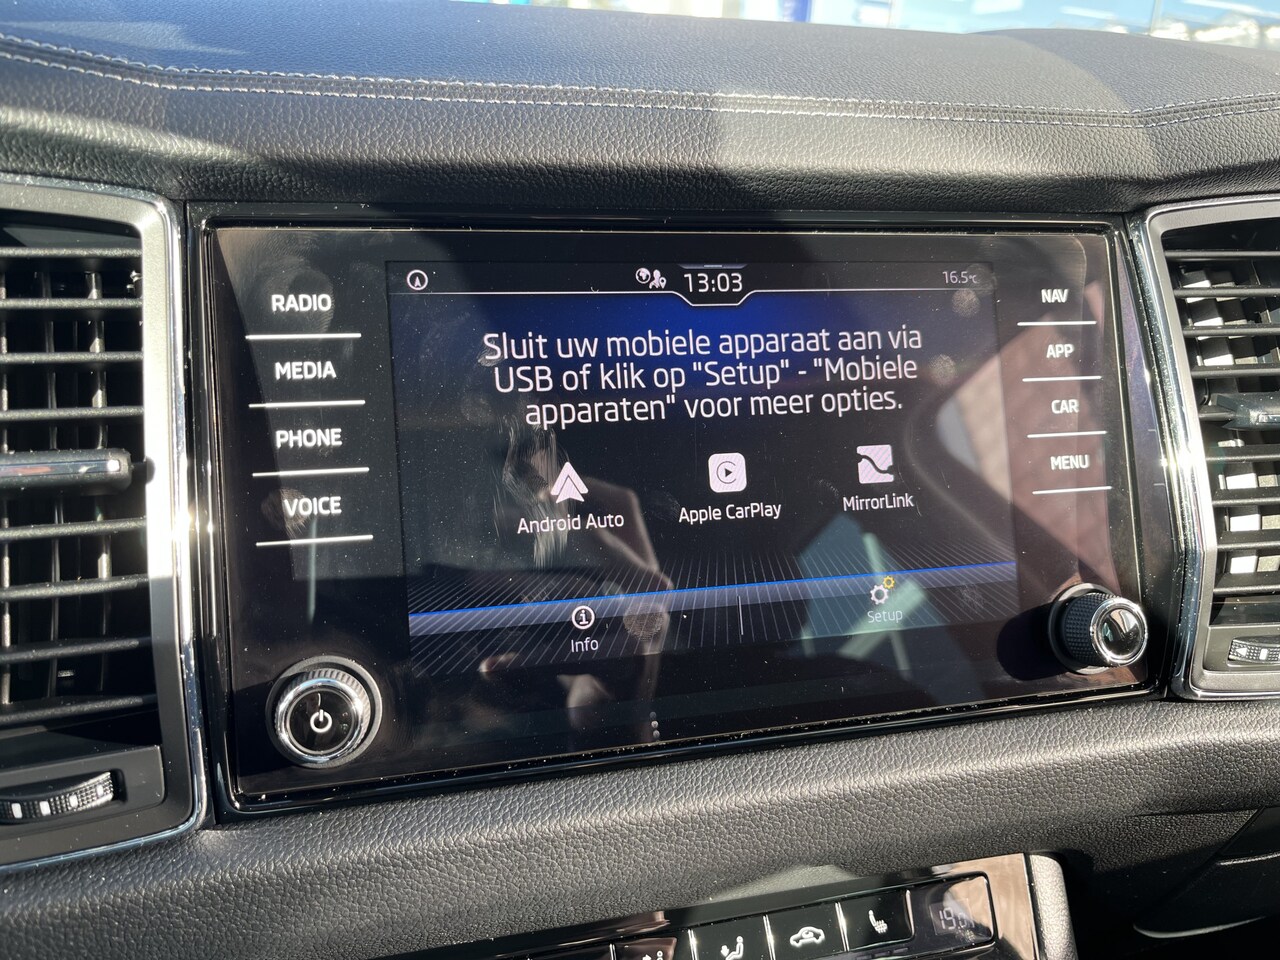 13:03
16.5°C
RADIO
MEDIA
PHONE
VOICE
Sluit uw mobiele apparaat aan via
USB of klik op "Setup" - "Mobiele
apparaten" voor meer opties.
Android Auto
Apple CarPlay
MirrorLink
Info
Setup
NAV
APP
CAR
MENU